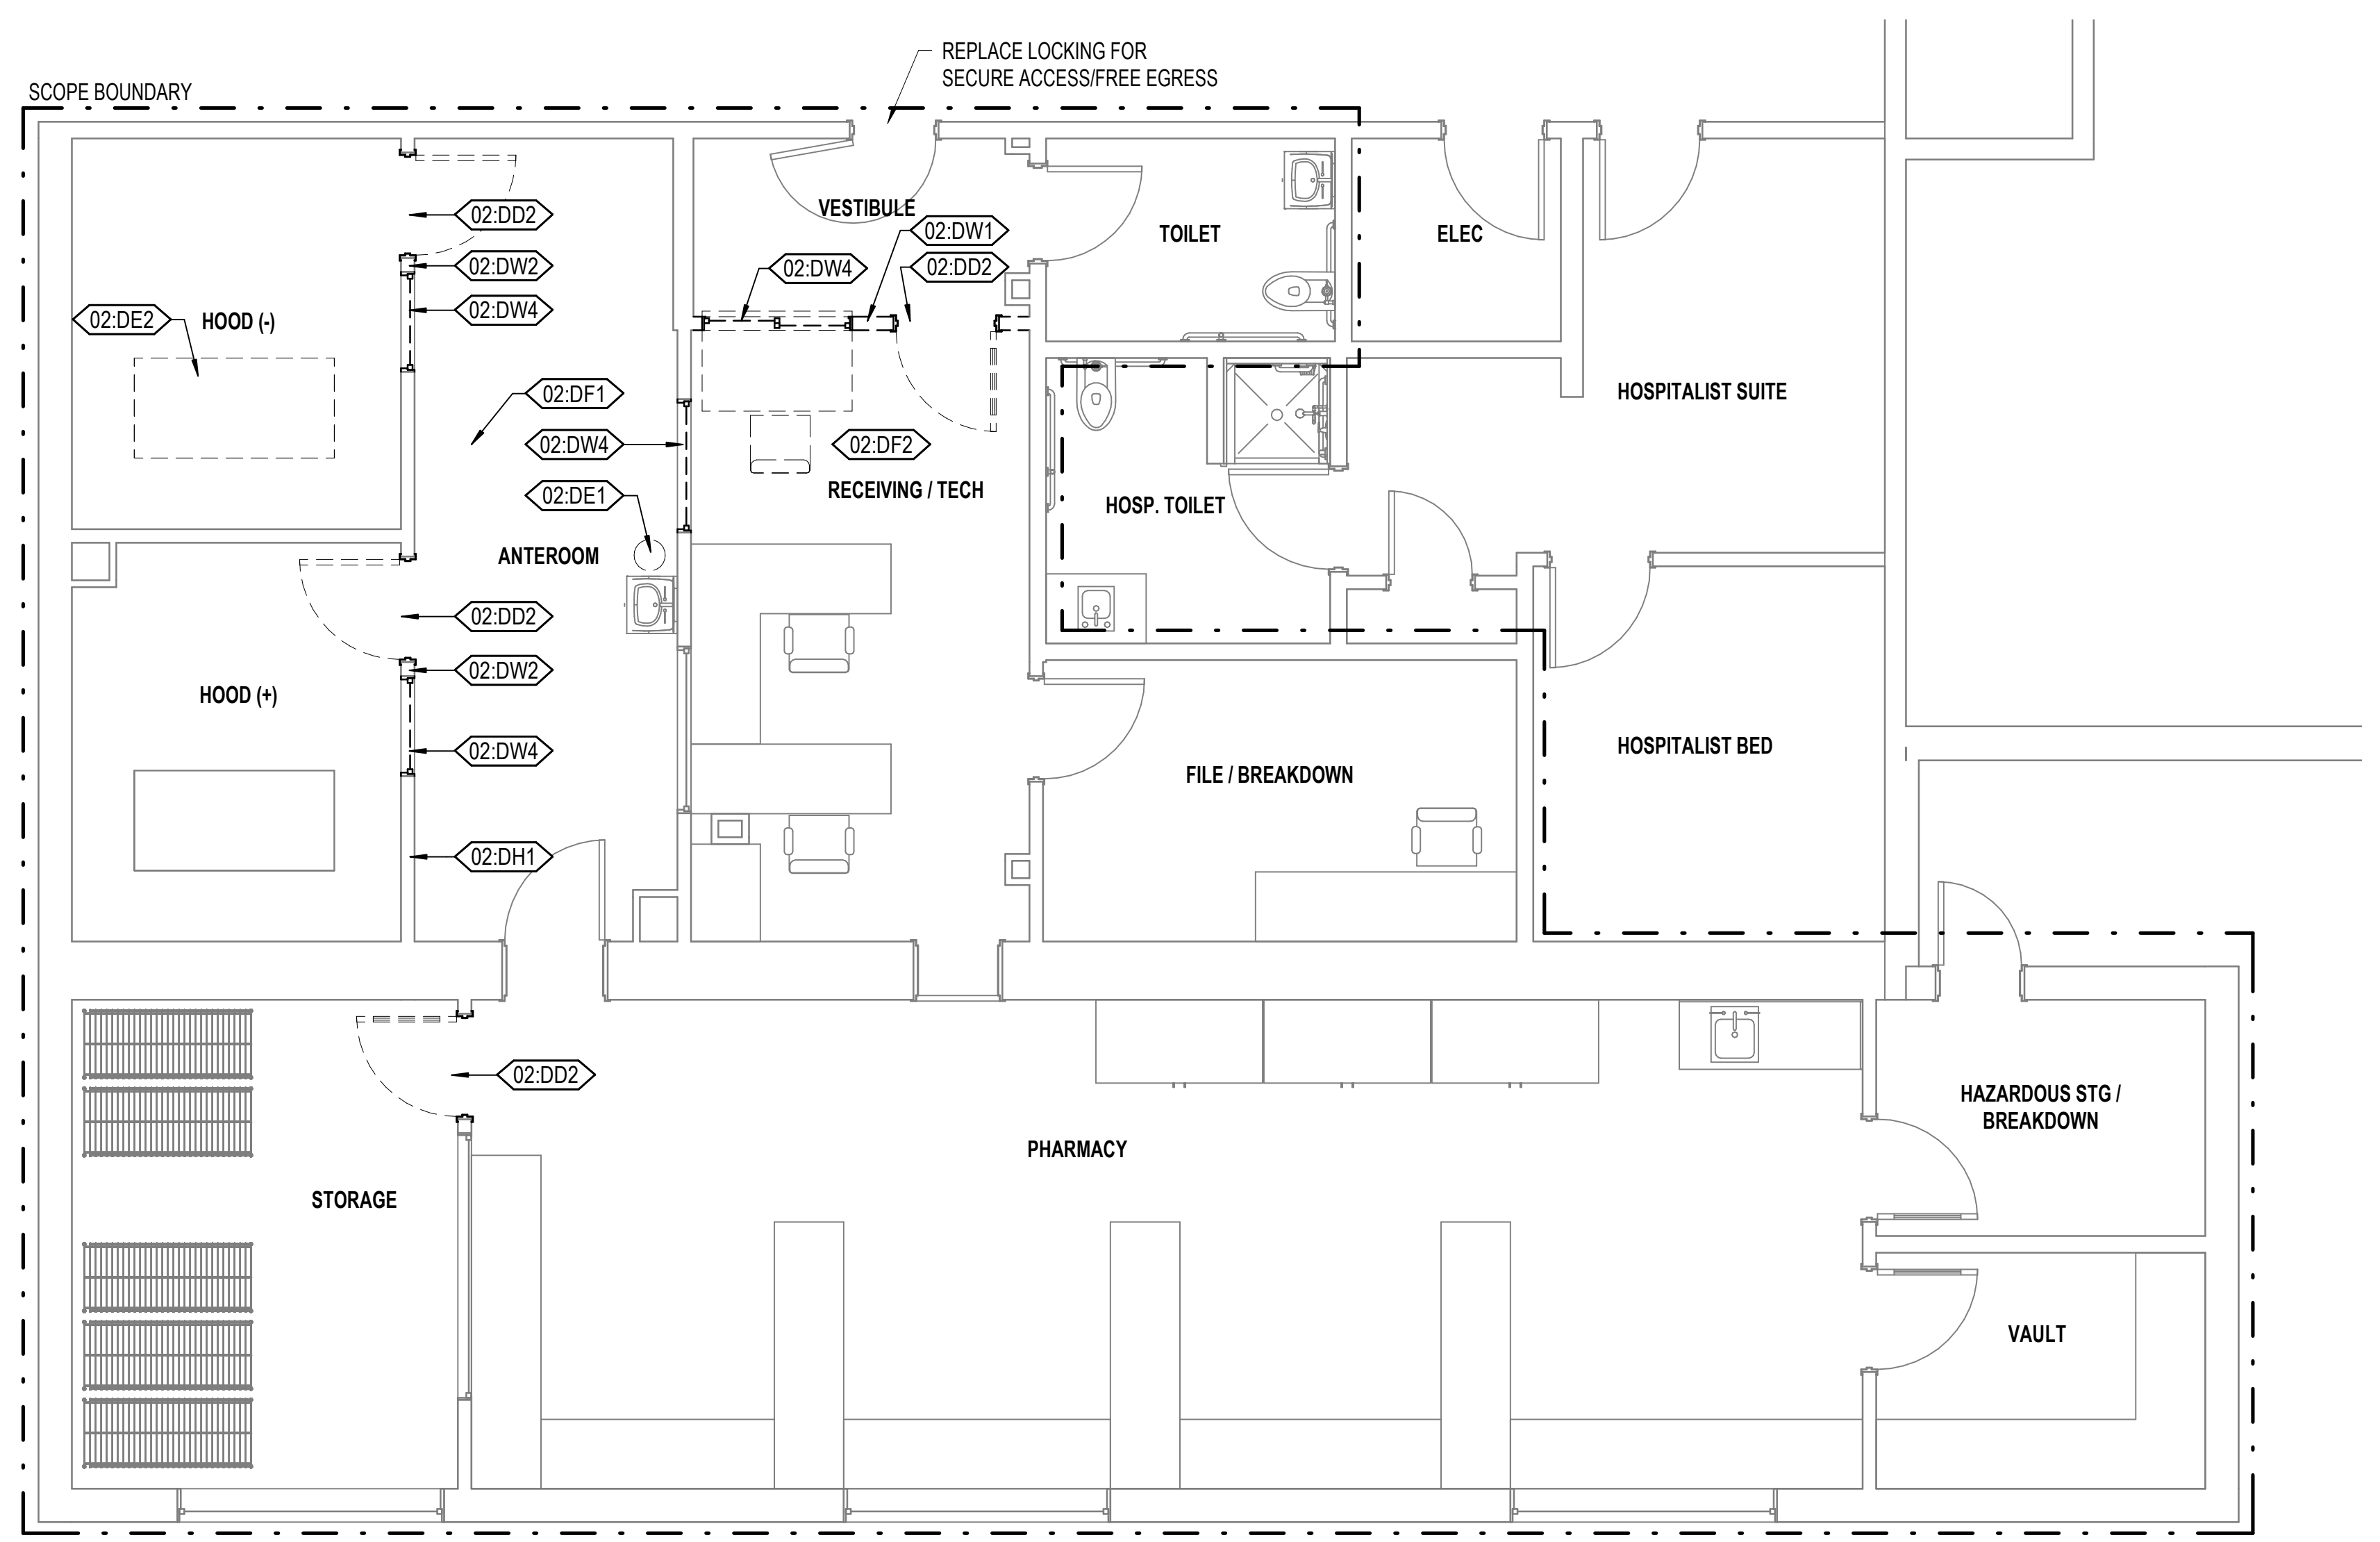 REPLACE LOCKING FOR
SECURE ACCESS/FREE EGRESS
SCOPE BOUNDARY
02:DD2
VESTIBULE
02:DW1
TOILET
ELEC
02:DW2
02:DW4
02:DD2
02:DE2
HOOD (-)
02:DW4
02:DF1
HOSPITALIST SUITE
02:DW4
02:DF2
02:DE1
RECEIVING / TECH
HOSP. TOILET
ANTEROOM
02:DD2
02:DW2
HOOD (+)
02:DW4
HOSPITALIST BED
FILE / BREAKDOWN
02:DH1
02:DD2
HAZARDOUS STG /
BREAKDOWN
PHARMACY
STORAGE
VAULT